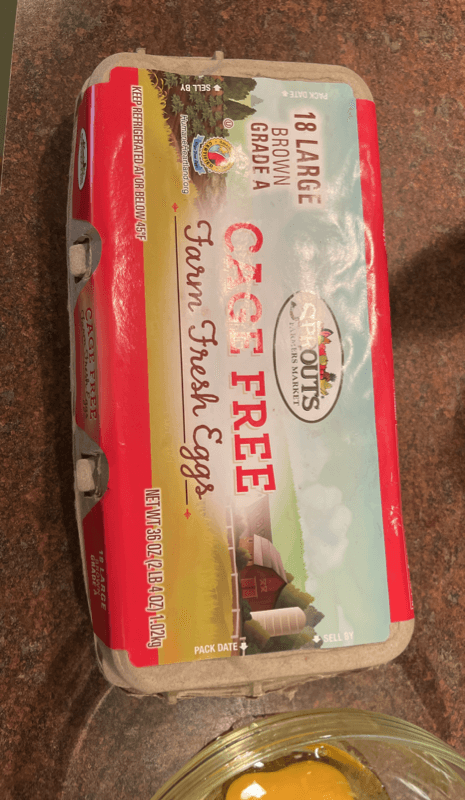 PACK DATE
SELL BY
18 LARGE
BROWN
GRADE A
SPROUTS
FARMERS MARKET
CAGE FREE
Farm Fresh Eggs
HumaneHeartland.org
KEEP REFRIGERATED AT OR BELOW 45°F
NET WT 36 OZ (2 LB 4 OZ) 1.02kg
SELL BY
PACK DATE
CAGE FREE
18 LARGE
GRADE A